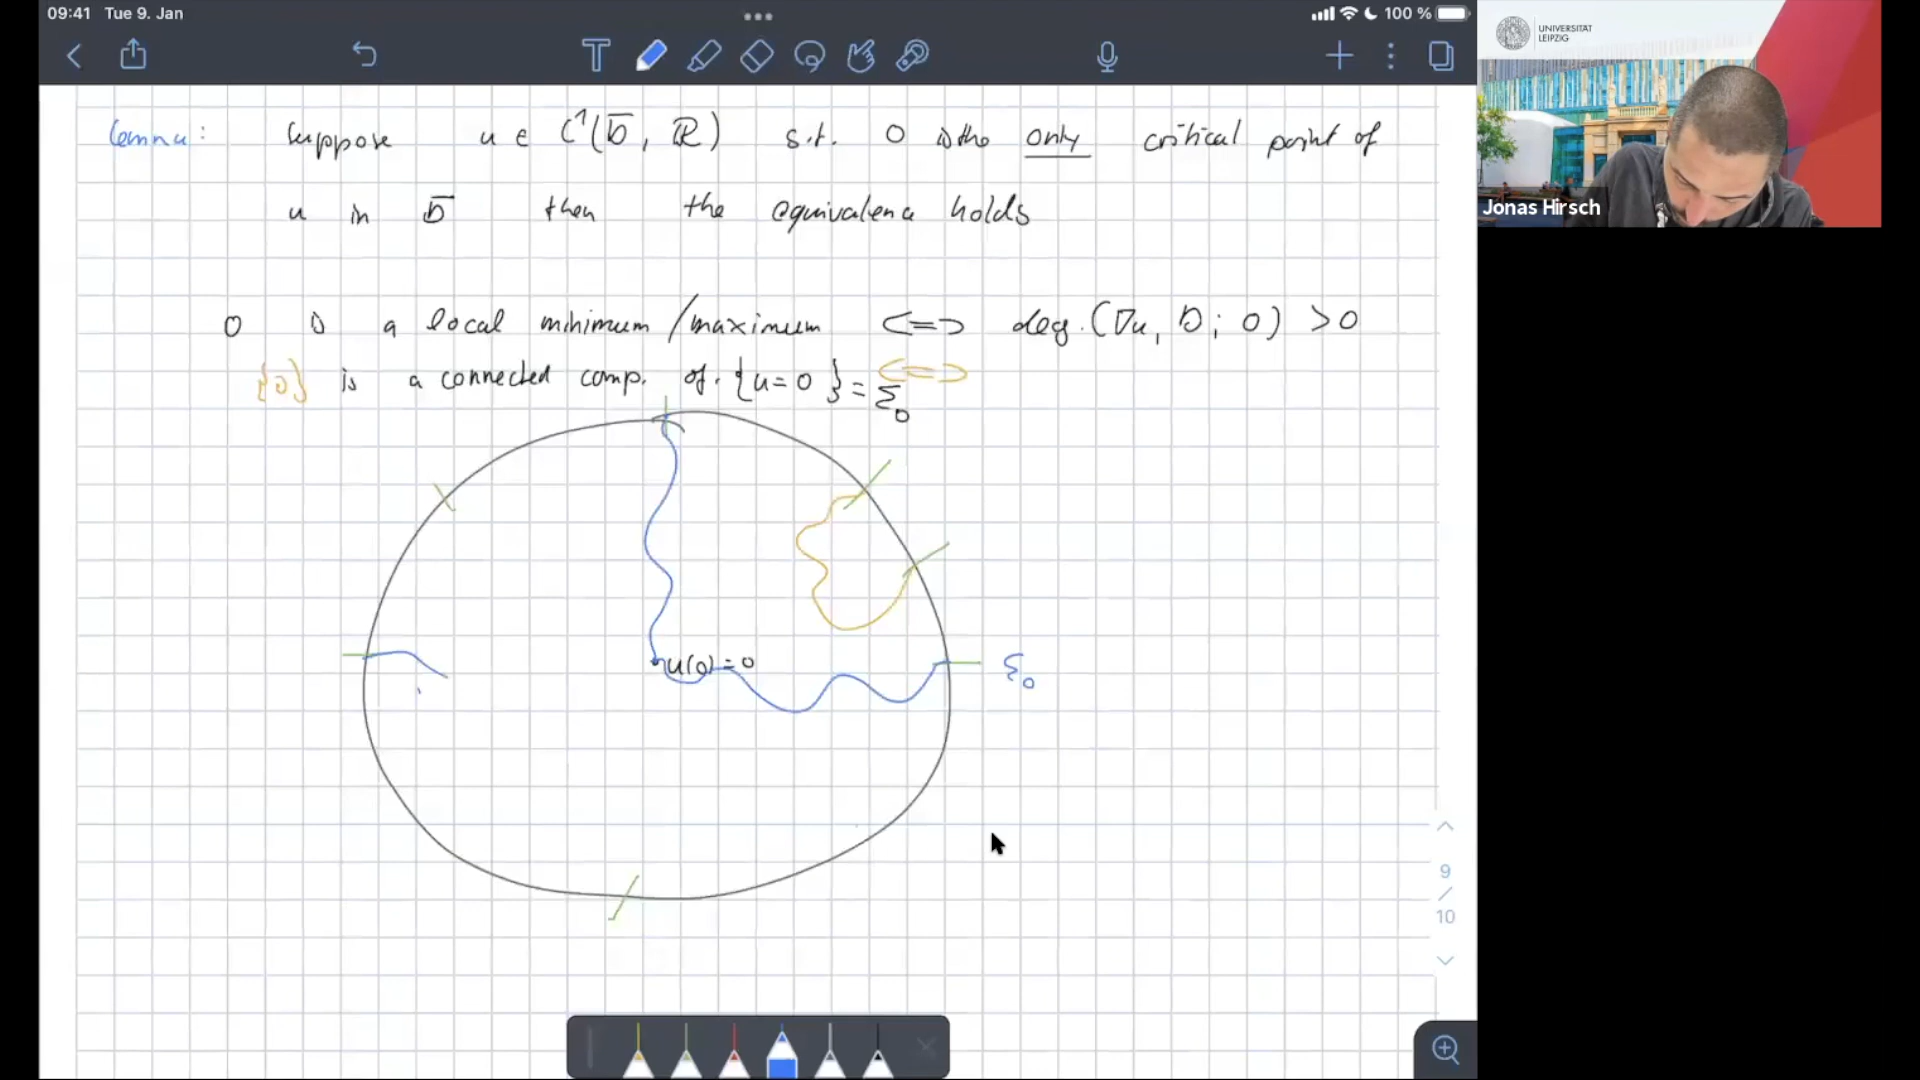 09:41 Tue 9. Jan
100 %
UNIVERSITÄT
LEIPZIG
Jonas Hirsch
Lemma: Suppose u ∈ C¹(D̅, ℝ) s.t. 0 is the only critical point of
u in D̅ then the equivalence holds
0 is a local minimum/maximum <=> deg.(∇u, D; 0) > 0
{0} is a connected comp. of. {u=0} = Σ₀ <=>
u(0) = 0
Σ₀
9
/
10